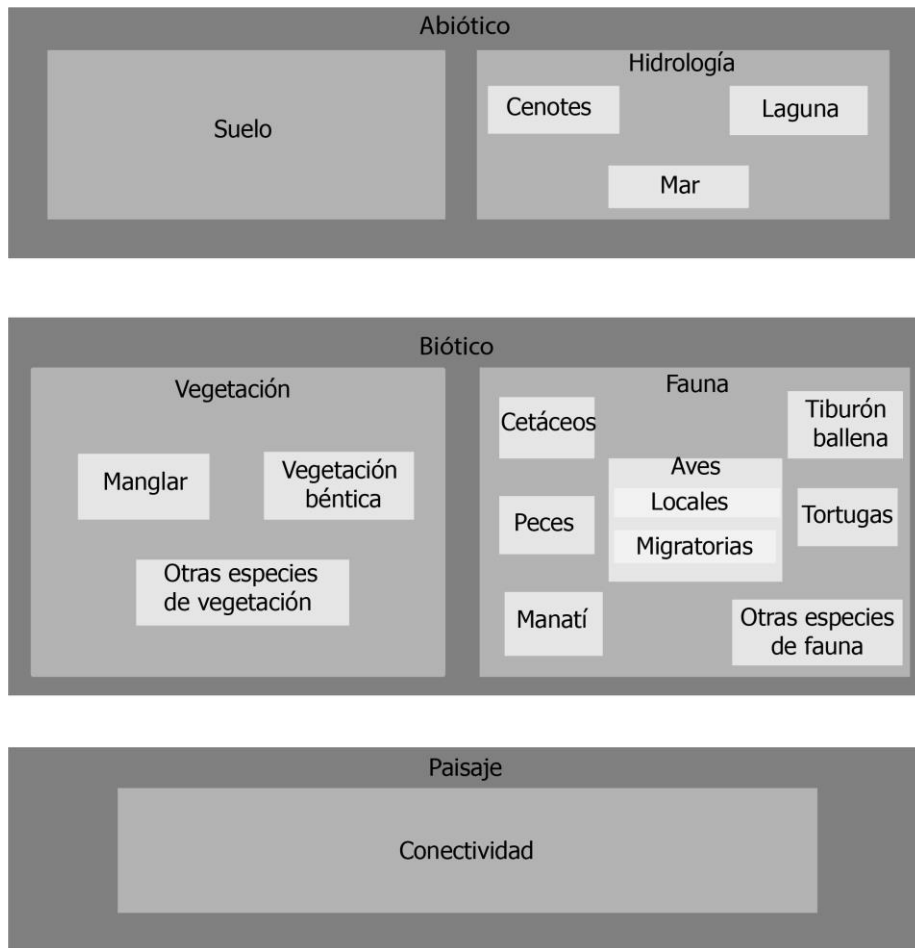 Abiótico
Suelo
Hidrología
Cenotes
Laguna
Mar
Biótico
Vegetación
Manglar
Vegetación
béntica
Otras especies
de vegetación
Fauna
Cetáceos
Tiburón
ballena
Aves
Locales
Migratorias
Peces
Tortugas
Manatí
Otras especies
de fauna
Paisaje
Conectividad